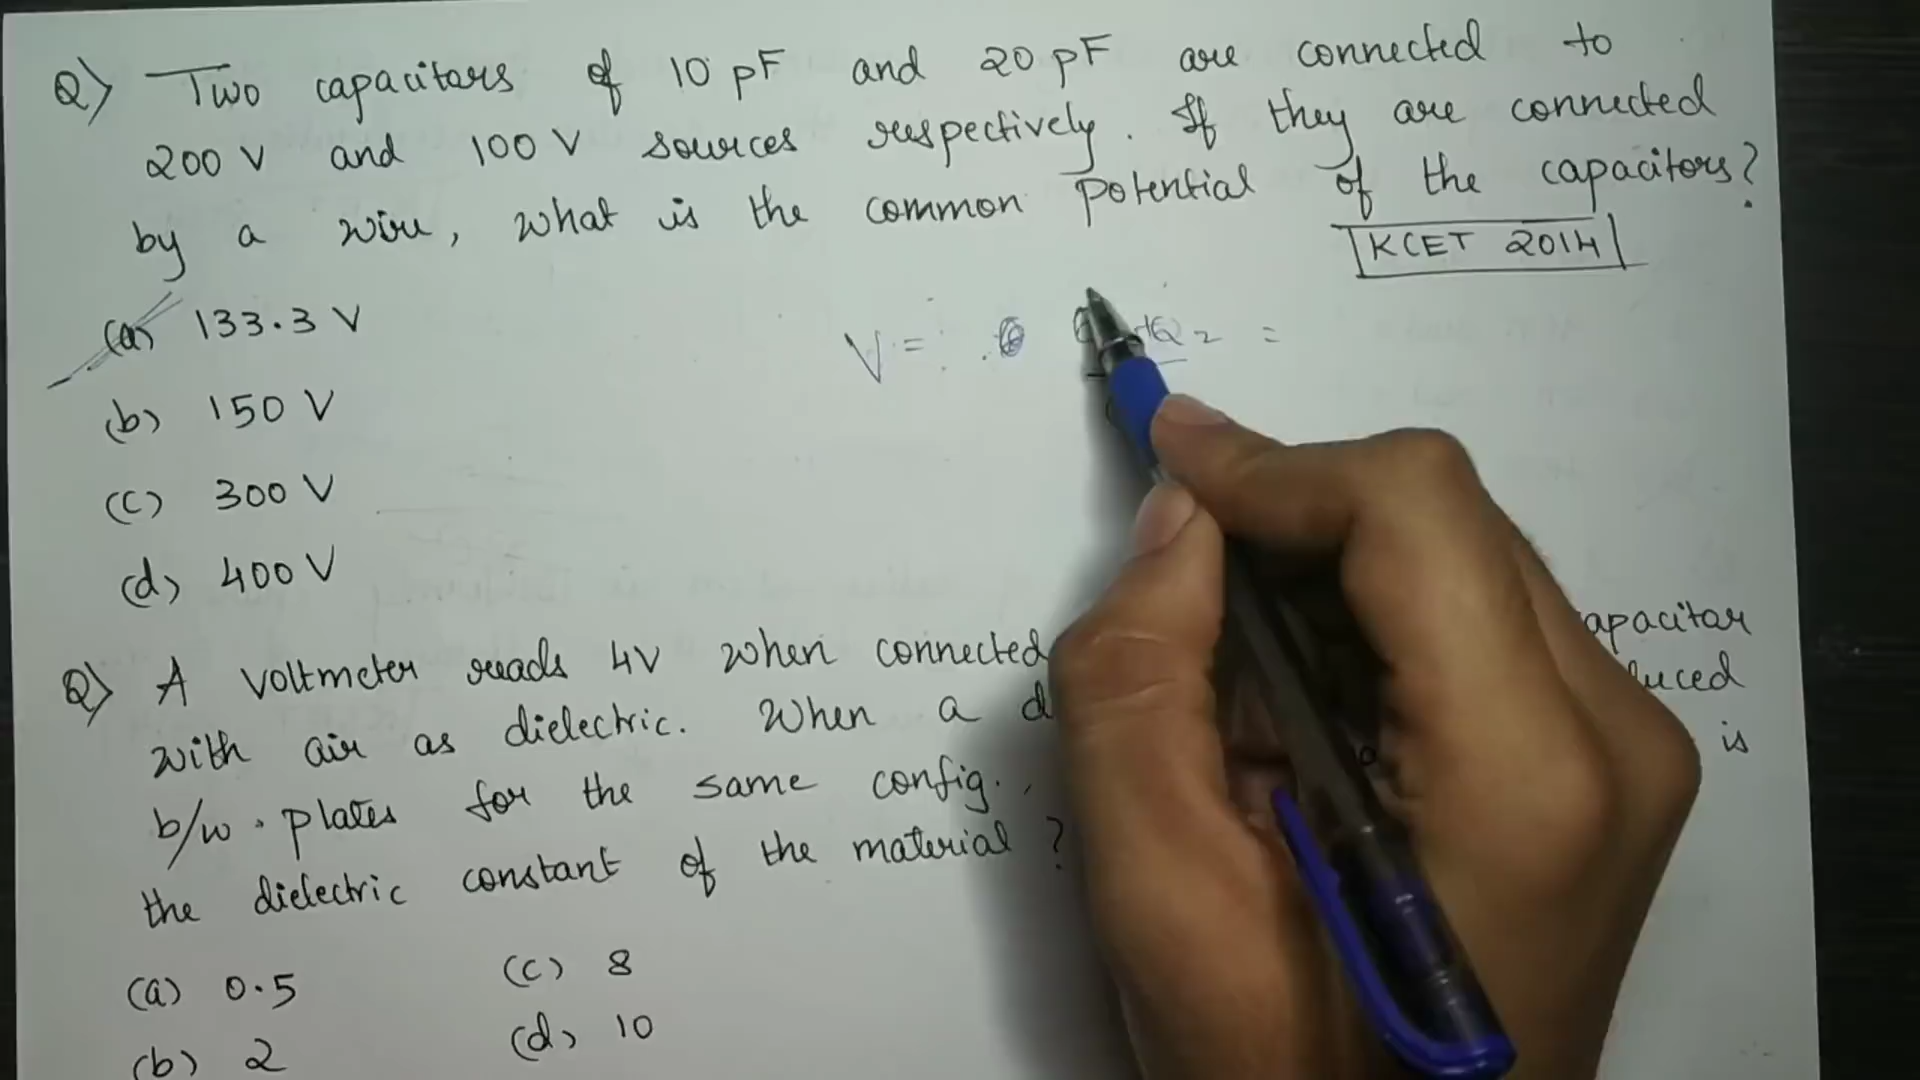 Q) Two capacitors of 10 pF and 20 pF are connected to
200 V and 100 V sources respectively. If they are connected
by a wire, what is the common potential of the capacitors?
KCET 2014
(a) 133.3 V
V = +Q2 =
(b) 150 V
(c) 300 V
(d) 400 V
Q) A voltmeter reads 4V when connected apacitor
with air as dielectric. When a d luced
b/w. plates for the same config., is
the dielectric constant of the material ?
(a) 0.5 (c) 8
(b) 2 (d) 10